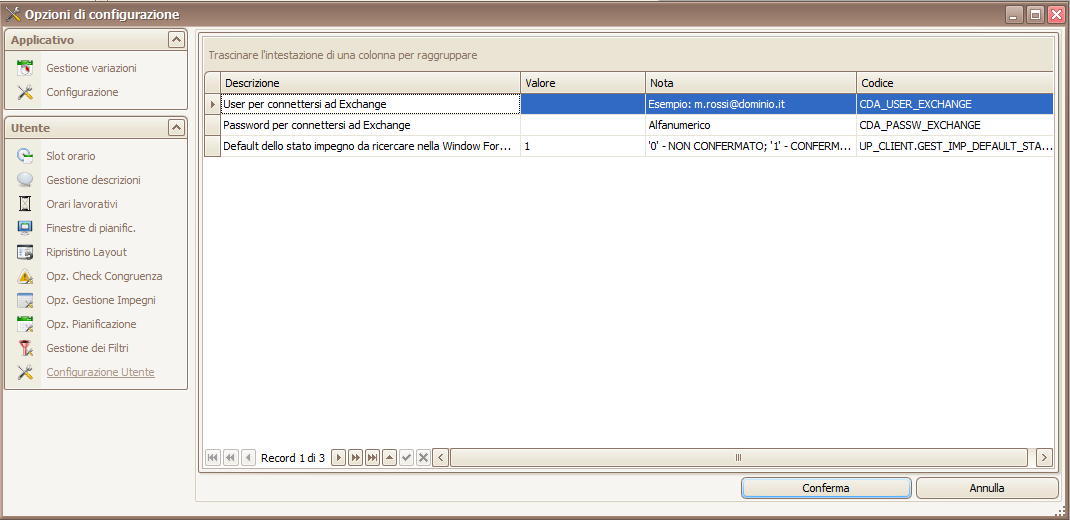 Opzioni di configurazione
Applicativo
Gestione variazioni
Configurazione
Utente
Slot orario
Gestione descrizioni
Orari lavorativi
Finestre di pianific.
Ripristino Layout
Opz. Check Congruenza
Opz. Gestione Impegni
Opz. Pianificazione
Gestione dei Filtri
Configurazione Utente
Trascinare l'intestazione di una colonna per raggruppare
Descrizione Valore Nota Codice
User per connettersi ad Exchange Esempio: m.rossi@dominio.it CDA_USER_EXCHANGE
Password per connettersi ad Exchange Alfanumerico CDA_PASSW_EXCHANGE
Default dello stato impegno da ricercare nella Window For... 1 '0' - NON CONFERMATO; '1' - CONFERM... UP_CLIENT.GEST_IMP_DEFAULT_STA...
Record 1 di 3
Conferma Annulla